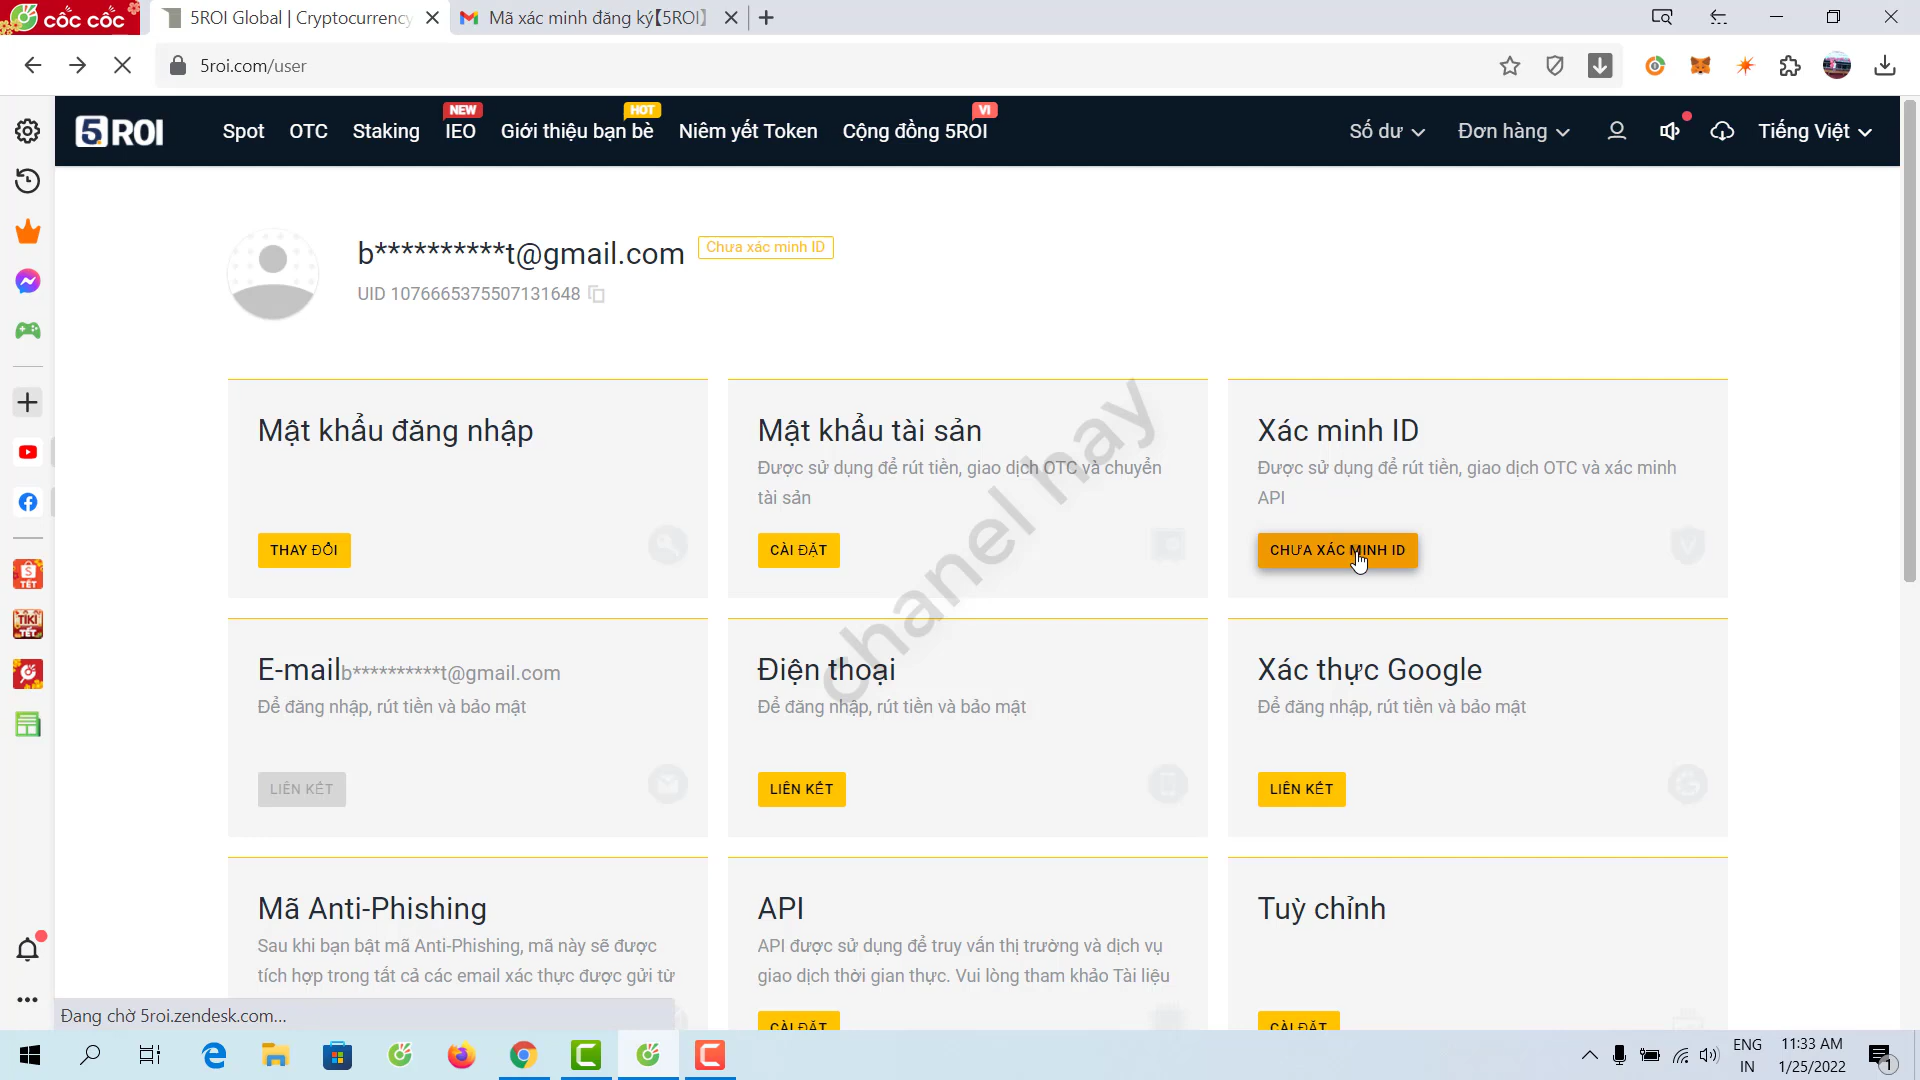 cốc cốc
5ROI Global | Cryptocurrency
Mã xác minh đăng ký【5ROI】
5roi.com/user
5ROI
Spot
OTC
Staking
NEW
IEO
HOT
Giới thiệu bạn bè
Niêm yết Token
VI
Cộng đồng 5ROI
Số dư
Đơn hàng
Tiếng Việt
b**********t@gmail.com
Chưa xác minh ID
UID 1076665375507131648
Mật khẩu đăng nhập
THAY ĐỔI
Mật khẩu tài sản
Được sử dụng để rút tiền, giao dịch OTC và chuyển
tài sản
CÀI ĐẶT
Xác minh ID
Được sử dụng để rút tiền, giao dịch OTC và xác minh
API
CHƯA XÁC MINH ID
chanel hay
E-mail b**********t@gmail.com
Để đăng nhập, rút tiền và bảo mật
LIÊN KẾT
Điện thoại
Để đăng nhập, rút tiền và bảo mật
LIÊN KẾT
Xác thực Google
Để đăng nhập, rút tiền và bảo mật
LIÊN KẾT
Mã Anti-Phishing
Sau khi bạn bật mã Anti-Phishing, mã này sẽ được
tích hợp trong tất cả các email xác thực được gửi từ
API
API được sử dụng để truy vấn thị trường và dịch vụ
giao dịch thời gian thực. Vui lòng tham khảo Tài liệu
CÀI ĐẶT
Tuỳ chỉnh
CÀI ĐẶT
TẾT
TIKI
TẾT
Đang chờ 5roi.zendesk.com...
ENG
IN
11:33 AM
1/25/2022
1